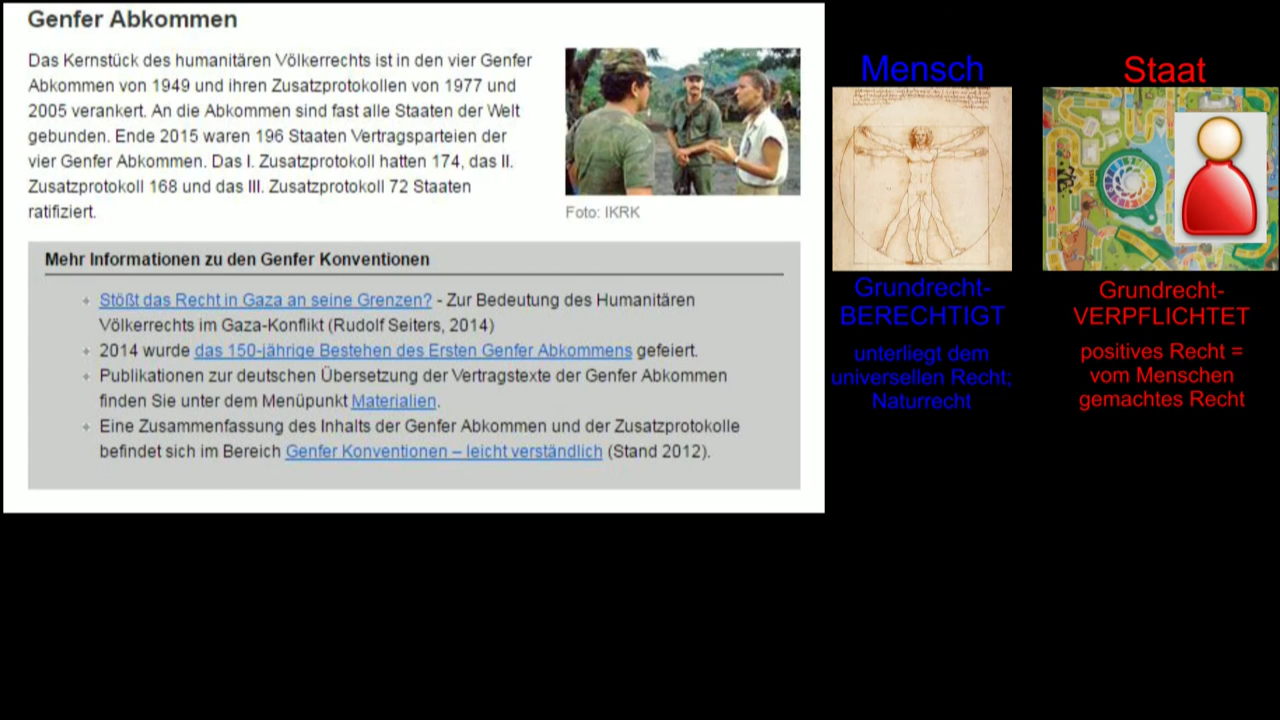 Genfer Abkommen
Das Kernstück des humanitären Völkerrechts ist in den vier Genfer
Abkommen von 1949 und ihren Zusatzprotokollen von 1977 und
2005 verankert. An die Abkommen sind fast alle Staaten der Welt
gebunden. Ende 2015 waren 196 Staaten Vertragsparteien der
vier Genfer Abkommen. Das I. Zusatzprotokoll hatten 174, das II.
Zusatzprotokoll 168 und das III. Zusatzprotokoll 72 Staaten
ratifiziert.
Foto: IKRK
Mehr Informationen zu den Genfer Konventionen
Stößt das Recht in Gaza an seine Grenzen? - Zur Bedeutung des Humanitären
Völkerrechts im Gaza-Konflikt (Rudolf Seiters, 2014)
2014 wurde das 150-jährige Bestehen des Ersten Genfer Abkommens gefeiert.
Publikationen zur deutschen Übersetzung der Vertragstexte der Genfer Abkommen
finden Sie unter dem Menüpunkt Materialien.
Eine Zusammenfassung des Inhalts der Genfer Abkommen und der Zusatzprotokolle
befindet sich im Bereich Genfer Konventionen – leicht verständlich (Stand 2012).
Mensch
Grundrecht-
BERECHTIGT
unterliegt dem
universellen Recht;
Naturrecht
Staat
Grundrecht-
VERPFLICHTET
positives Recht =
vom Menschen
gemachtes Recht